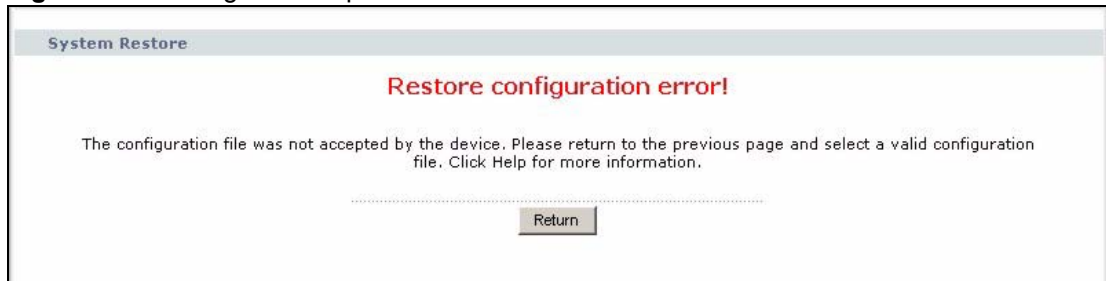 System Restore
Restore configuration error!
The configuration file was not accepted by the device. Please return to the previous page and select a valid configuration
file. Click Help for more information.
Return